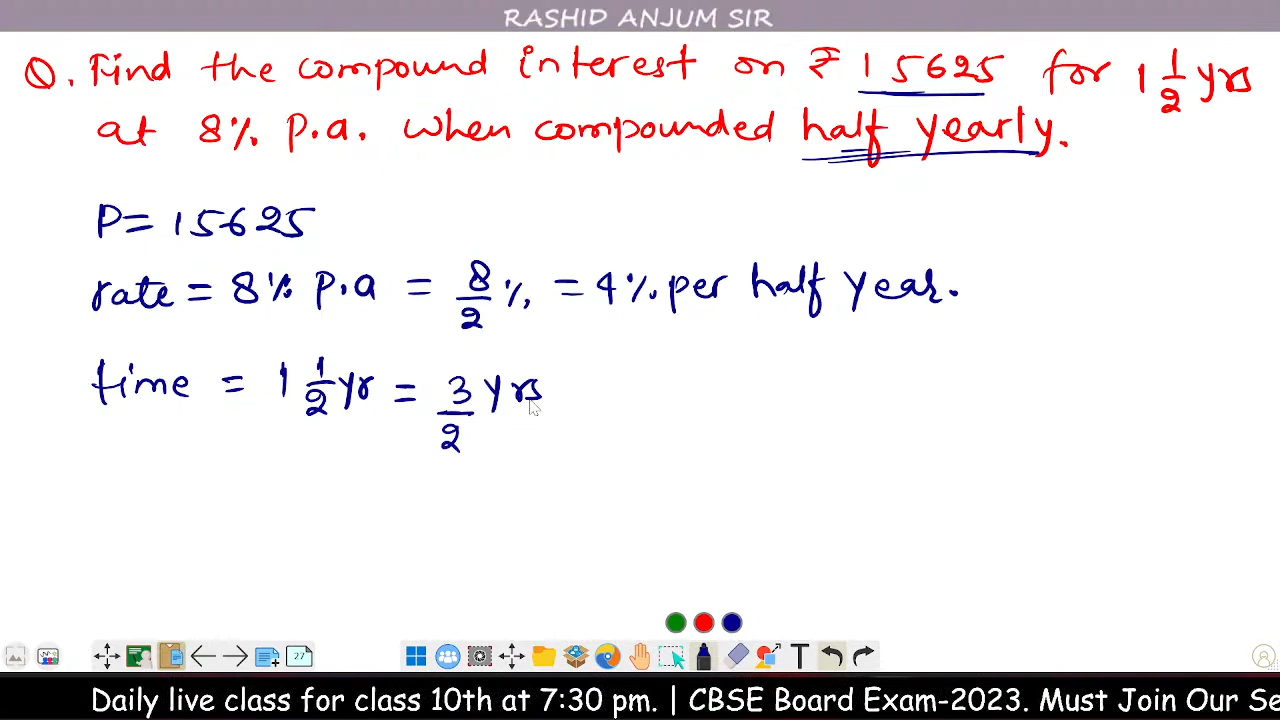 RASHID ANJUM SIR
Q. Find the compound interest on ₹ 15625 for 1 1/2 yrs
at 8% p.a. when compounded half yearly.
P= 15625
rate = 8% p.a = 8/2 % = 4% per half year.
time = 1 1/2 yr = 3/2 yrs
27
Daily live class for class 10th at 7:30 pm. | CBSE Board Exam-2023. Must Join Our Se